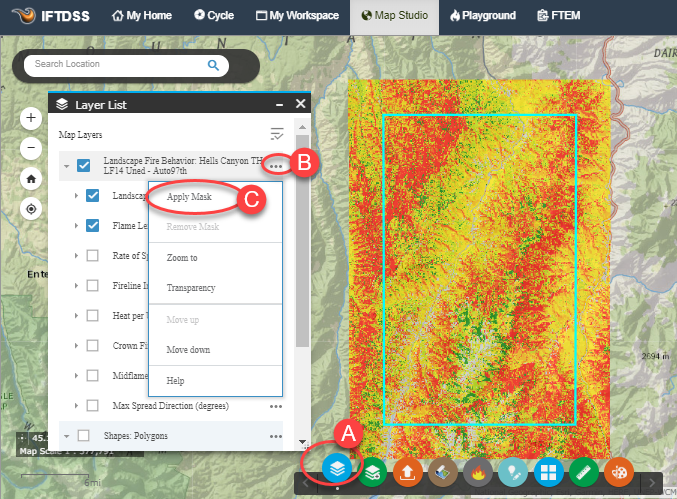 IFTDSS
My Home
Cycle
My Workspace
Map Studio
Playground
FTEM
Search Location
Layer List
Map Layers
Landscape Fire Behavior: Hells Canyon TH
LF14 Uned - Auto97th
B
Landscap
Apply Mask
C
Flame Le
Remove Mask
Rate of Sp
Zoom to
Fireline In
Transparency
Heat per
Move up
Crown Fi
Move down
Midflame
Help
Max Spread Direction (degrees)
Shapes: Polygons
A
Ente
DAIR
2694 m
45.
Map Scale 1 : 577,791
6mi